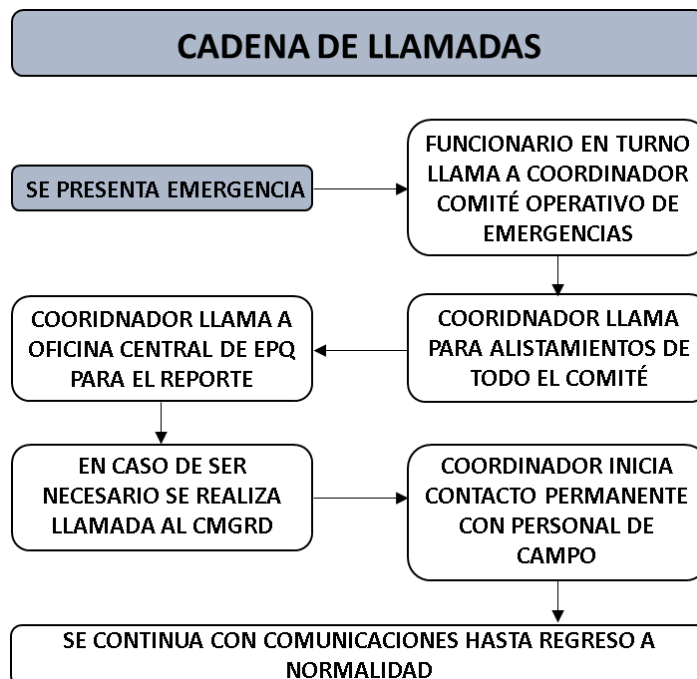 CADENA DE LLAMADAS
SE PRESENTA EMERGENCIA
FUNCIONARIO EN TURNO
LLAMA A COORDINADOR
COMITÉ OPERATIVO DE
EMERGENCIAS
COORIDNADOR LLAMA
PARA ALISTAMIENTOS DE
TODO EL COMITÉ
COORIDNADOR LLAMA A
OFICINA CENTRAL DE EPQ
PARA EL REPORTE
EN CASO DE SER
NECESARIO SE REALIZA
LLAMADA AL CMGRD
COORDINADOR INICIA
CONTACTO PERMANENTE
CON PERSONAL DE
CAMPO
SE CONTINUA CON COMUNICACIONES HASTA REGRESO A
NORMALIDAD